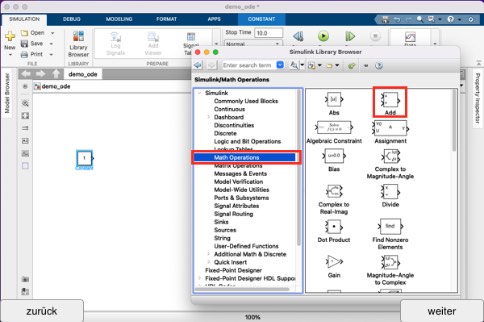 demo_ode *
SIMULATION
DEBUG
MODELING
FORMAT
APPS
CONSTANT
New
Open
Save
Print
FILE
Library
Browser
LIBRARY
Log
Signals
Add
Viewer
Signal
Table
PREPARE
Stop Time 10.0
demo_ode
demo_ode
Model Browser
Property Inspector
1
Simulink Library Browser
Enter search term
Simulink/Math Operations
Simulink
Commonly Used Blocks
Continuous
Dashboard
Discontinuities
Discrete
Logic and Bit Operations
Lookup Tables
Math Operations
Matrix Operations
Messages & Events
Model Verification
Model-Wide Utilities
Ports & Subsystems
Signal Attributes
Signal Routing
Sinks
Sources
String
User-Defined Functions
Additional Math & Discrete
Quick Insert
Fixed-Point Designer
Fixed-Point Designer HDL Support
Abs
Add
Algebraic Constraint
Assignment
Bias
Complex to
Magnitude-Angle
Complex to
Real-Imag
Divide
Dot Product
Find Nonzero
Elements
Gain
Magnitude-Angle
to Complex
zurück
weiter
100%